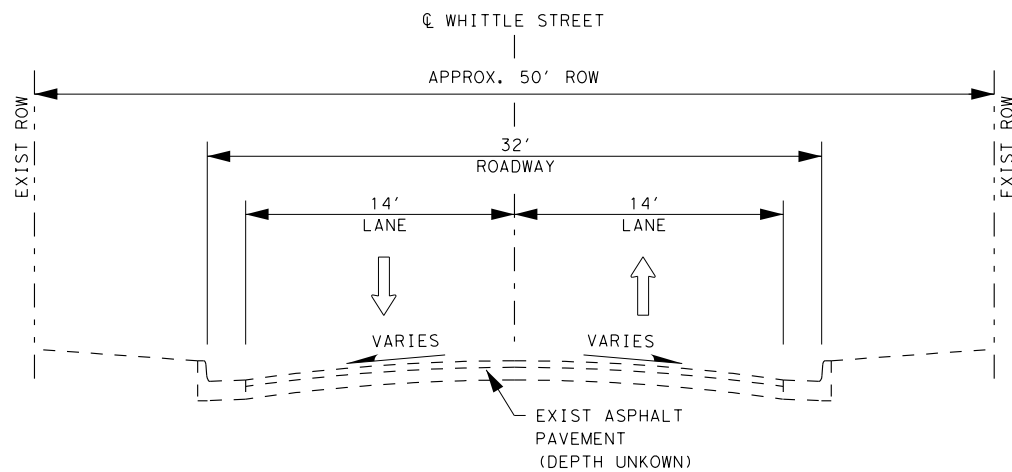 ℄ WHITTLE STREET
APPROX. 50' ROW
EXIST ROW
EXIST ROW
32'
ROADWAY
14'
LANE
14'
LANE
VARIES
VARIES
EXIST ASPHALT
PAVEMENT
(DEPTH UNKOWN)